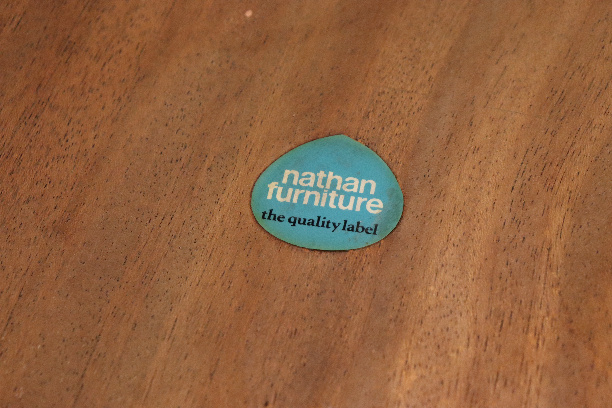 nathan
furniture
the quality label